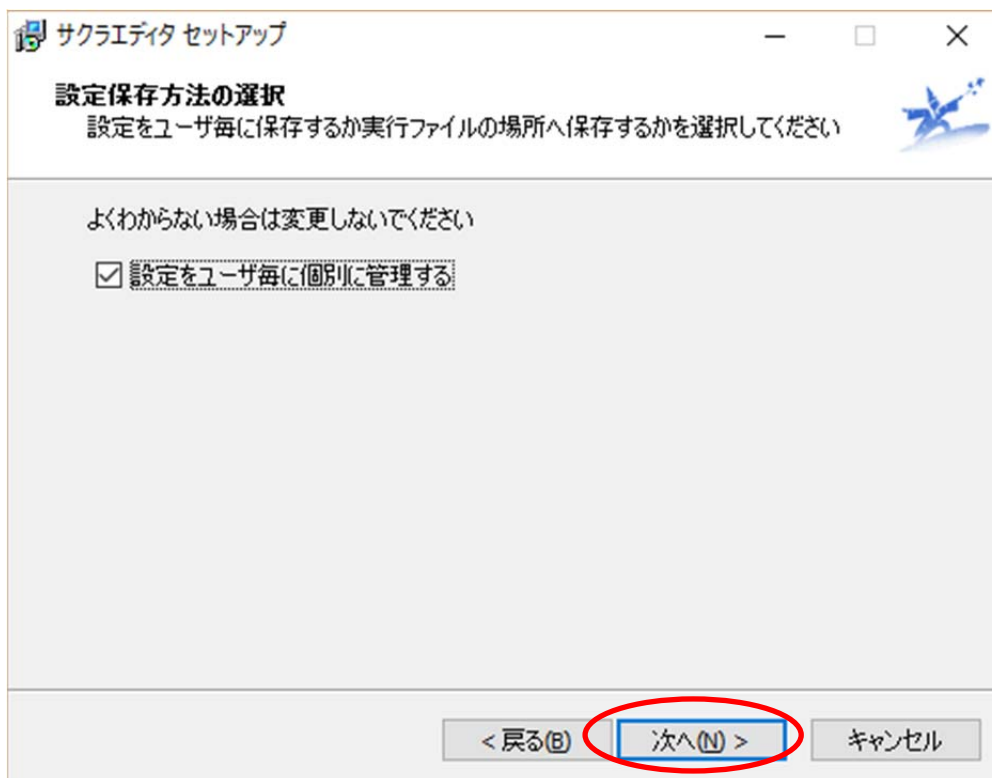 サクラエディタ セットアップ
設定保存方法の選択
設定をユーザ毎に保存するか実行ファイルの場所へ保存するかを選択してください
よくわからない場合は変更しないでください
設定をユーザ毎に個別に管理する
< 戻る(B)
次へ(N) >
キャンセル